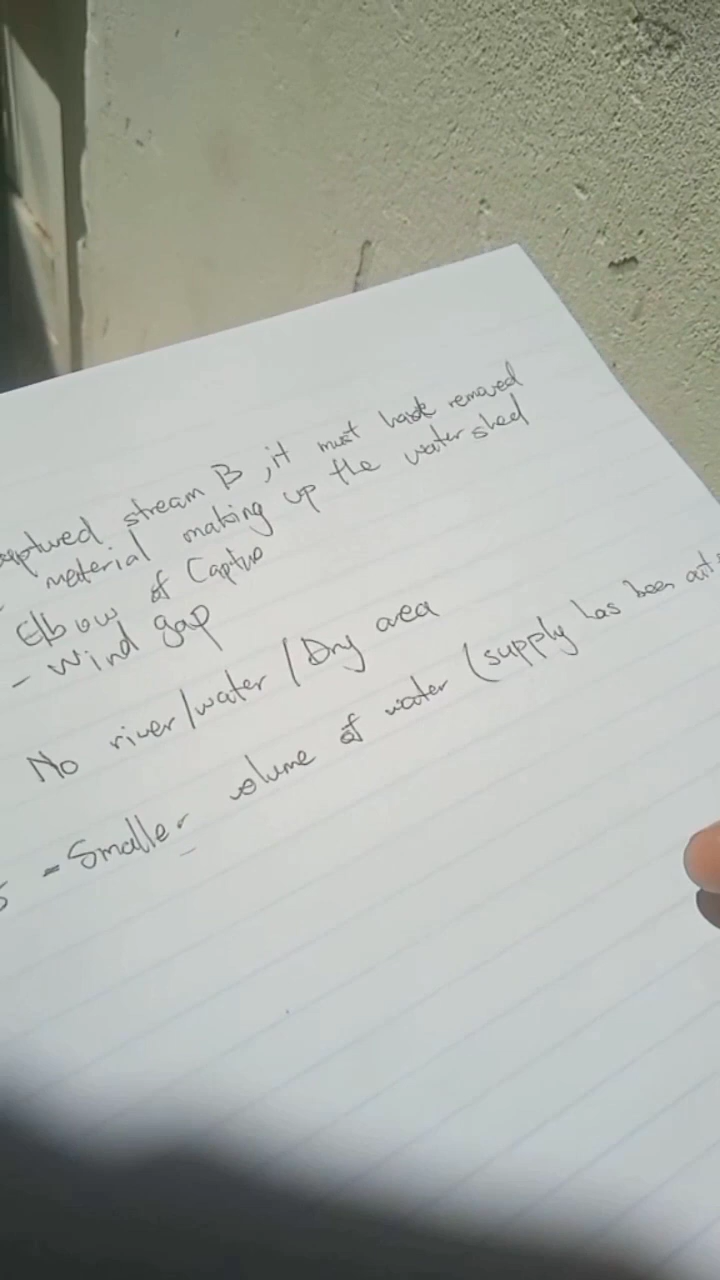 captured stream B, it must have removed
material making up the watershed
Elbow of Captu
- Wind gap
No river/water / Dry area
- Smaller volume of water (supply has been